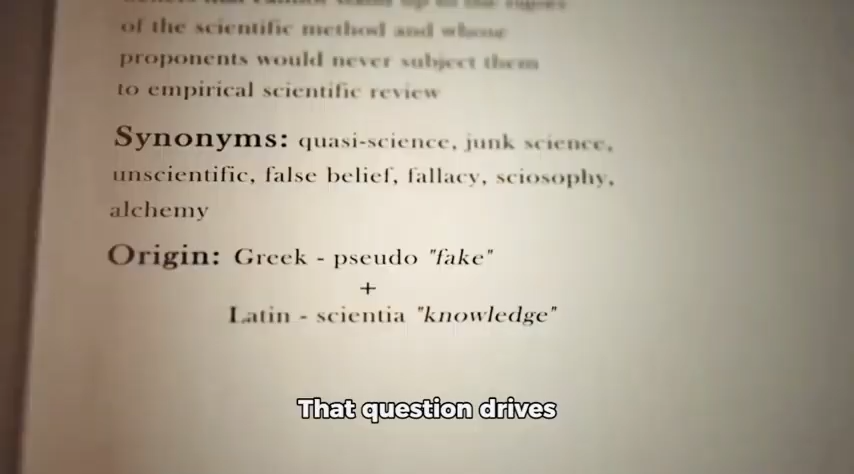 of the scientific method and whose
proponents would never subject them
to empirical scientific review
Synonyms: quasi-science, junk science,
unscientific, false belief, fallacy, sciosophy,
alchemy
Origin: Greek - pseudo "fake"
+
Latin - scientia "knowledge"
That question drives